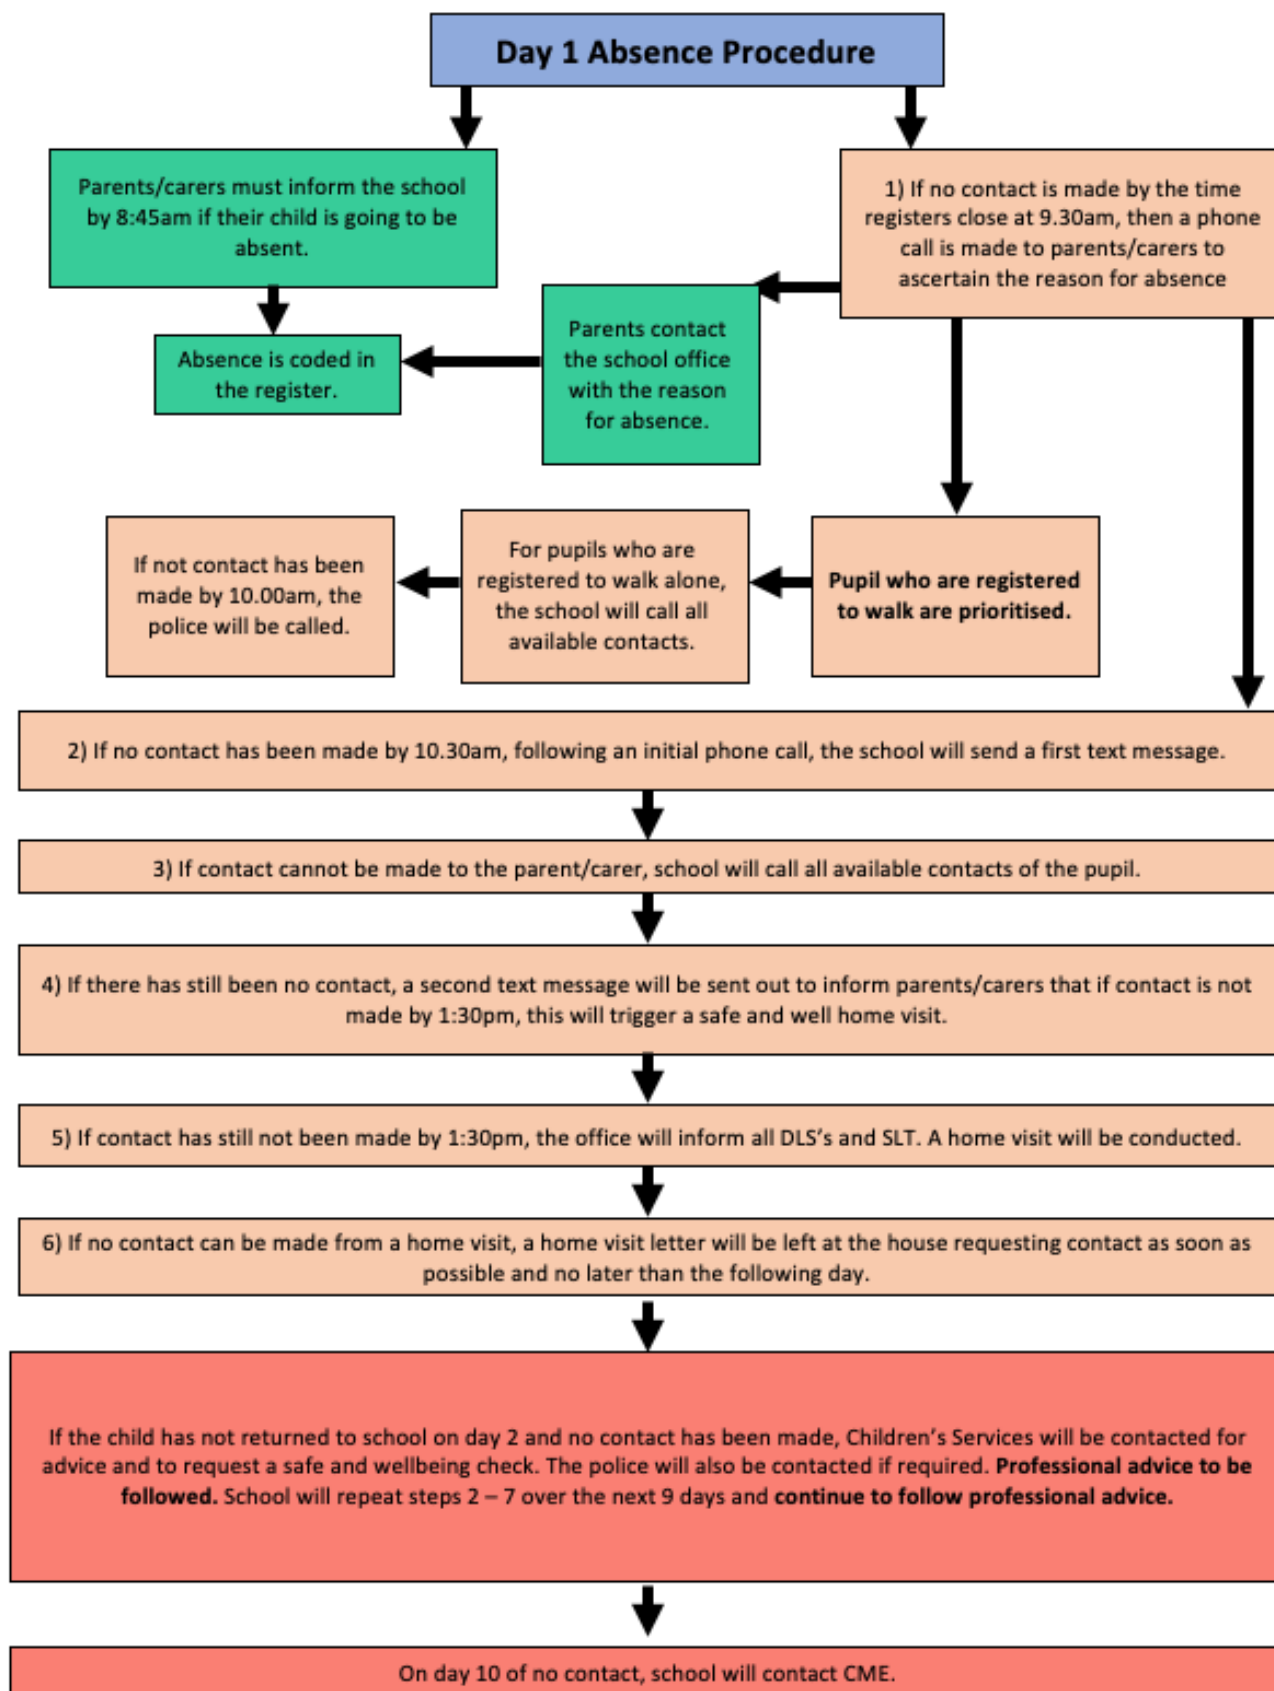 Day 1 Absence Procedure
Parents/carers must inform the school
by 8:45am if their child is going to be
absent.
1) If no contact is made by the time
registers close at 9.30am, then a phone
call is made to parents/carers to
ascertain the reason for absence
Parents contact
the school office
with the reason
for absence.
Absence is coded in
the register.
Pupil who are registered
to walk are prioritised.
For pupils who are
registered to walk alone,
the school will call all
available contacts.
If not contact has been
made by 10.00am, the
police will be called.
2) If no contact has been made by 10.30am, following an initial phone call, the school will send a first text message.
3) If contact cannot be made to the parent/carer, school will call all available contacts of the pupil.
4) If there has still been no contact, a second text message will be sent out to inform parents/carers that if contact is not
made by 1:30pm, this will trigger a safe and well home visit.
5) If contact has still not been made by 1:30pm, the office will inform all DLS's and SLT. A home visit will be conducted.
6) If no contact can be made from a home visit, a home visit letter will be left at the house requesting contact as soon as
possible and no later than the following day.
If the child has not returned to school on day 2 and no contact has been made, Children's Services will be contacted for
advice and to request a safe and wellbeing check. The police will also be contacted if required. Professional advice to be
followed. School will repeat steps 2 – 7 over the next 9 days and continue to follow professional advice.
On day 10 of no contact, school will contact CME.